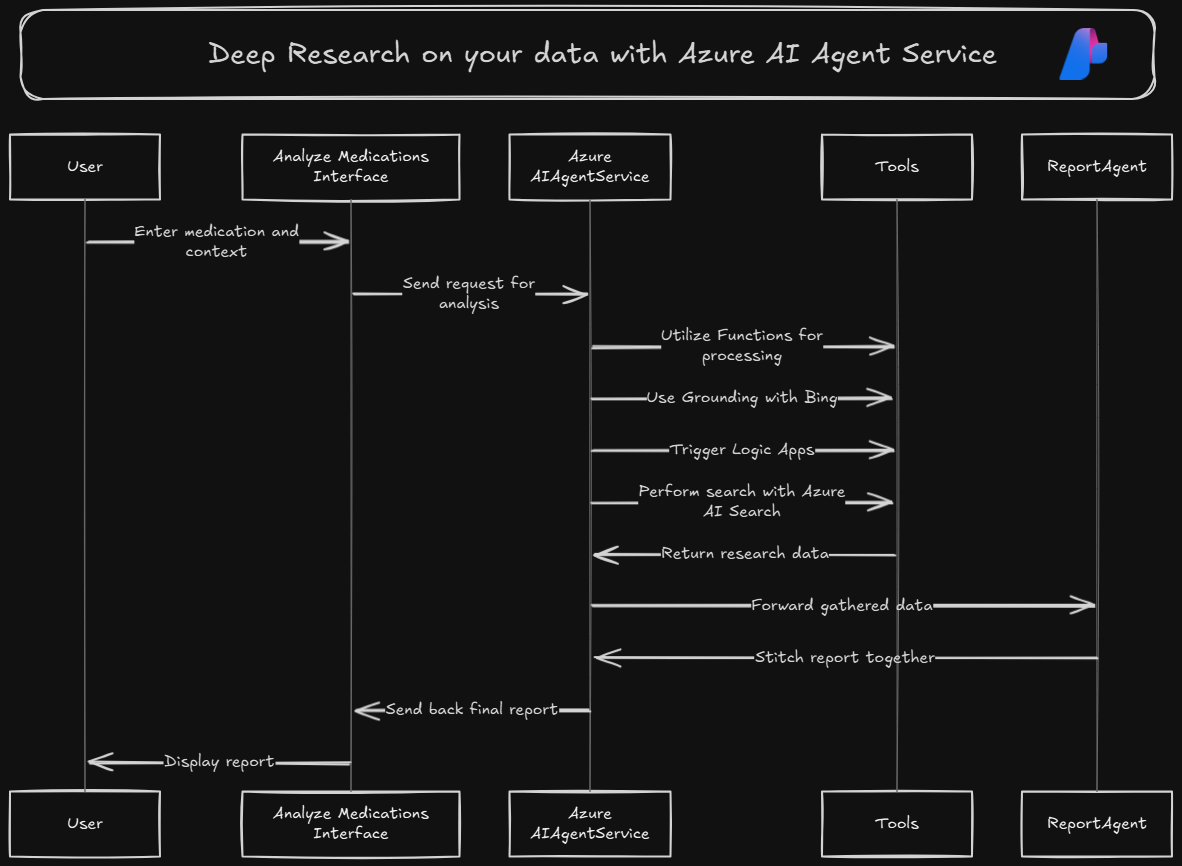 Deep Research on your data with Azure AI Agent Service
User
Analyze Medications
Interface
Azure
AIAgentService
Tools
ReportAgent
Enter medication and
context
Send request for
analysis
Utilize Functions for
processing
Use Grounding with Bing
Trigger Logic Apps
Perform search with Azure
AI Search
Return research data
Forward gathered data
Stitch report together
Send back final report
Display report
User
Analyze Medications
Interface
Azure
AIAgentService
Tools
ReportAgent